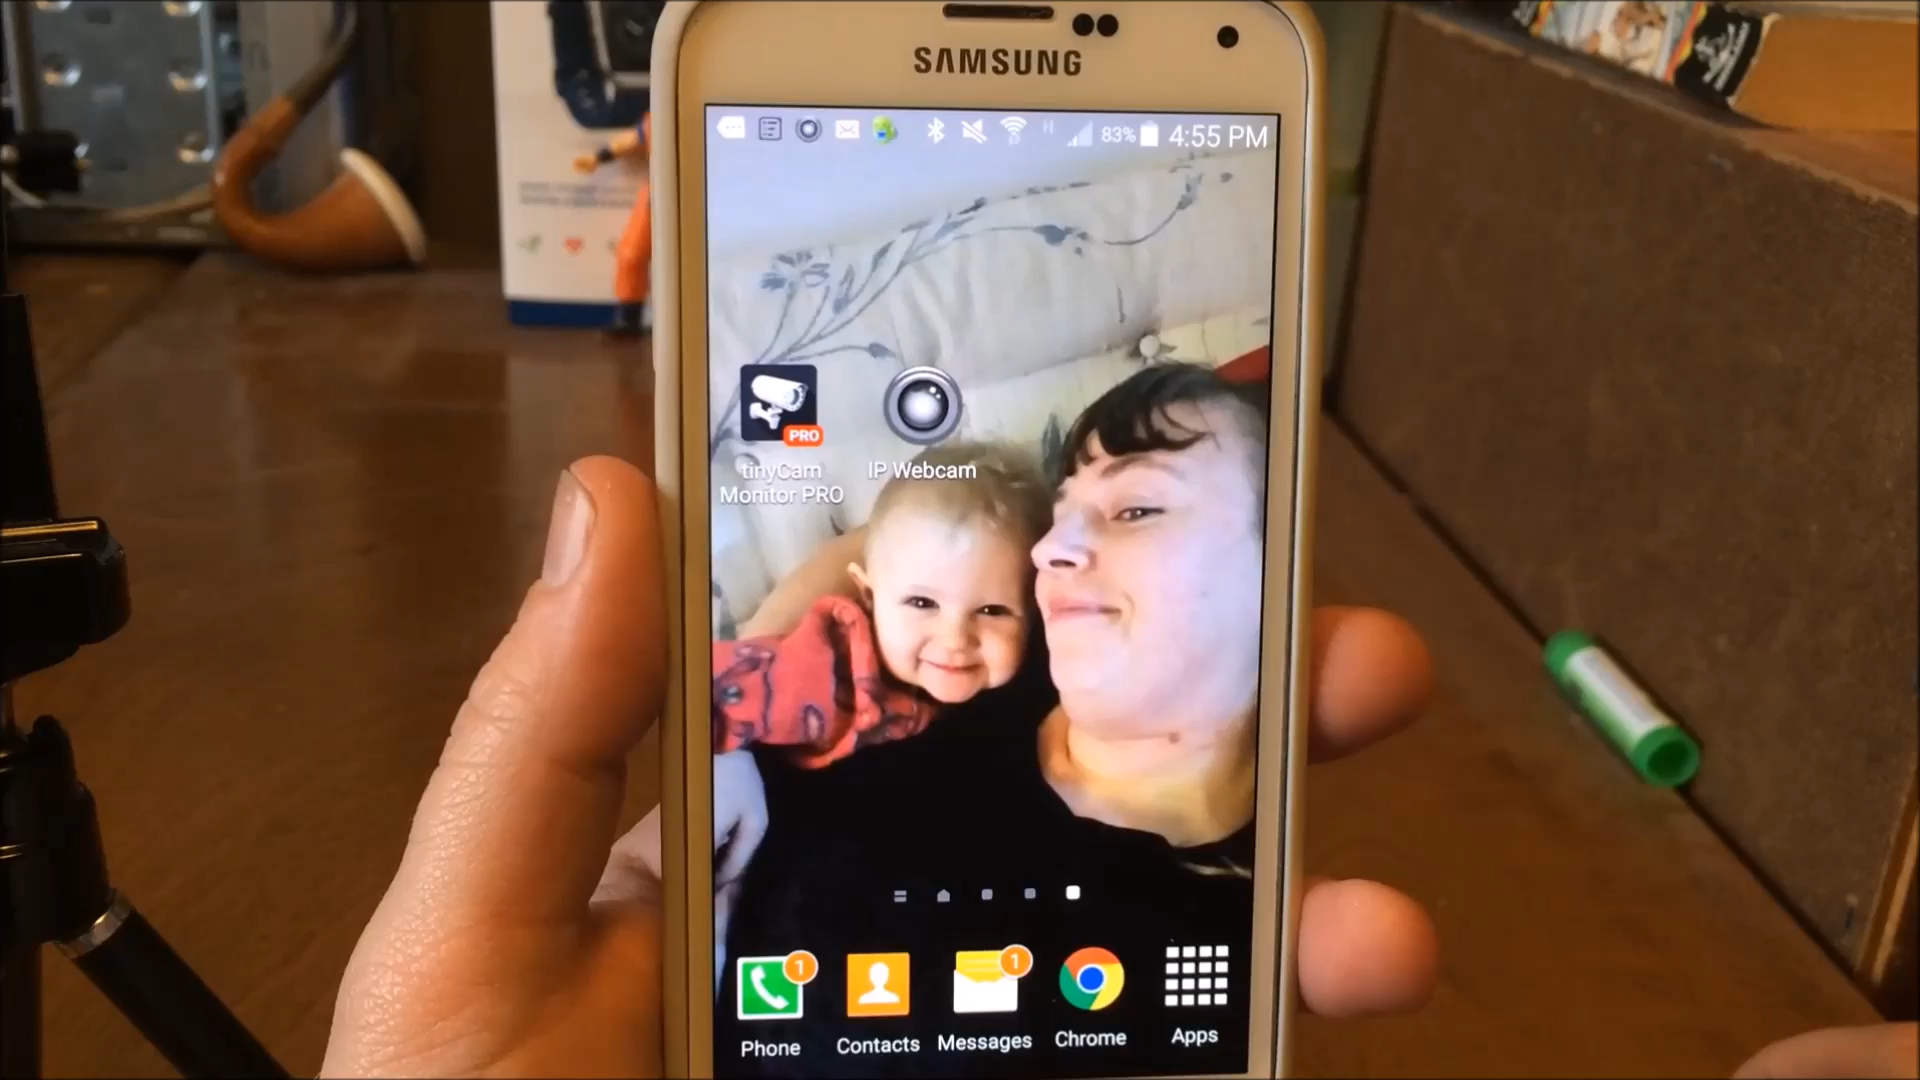 SAMSUNG
83% 4:55 PM
PRO
tinyCam
Monitor PRO
IP Webcam
1
1
Phone
Contacts
Messages
Chrome
Apps